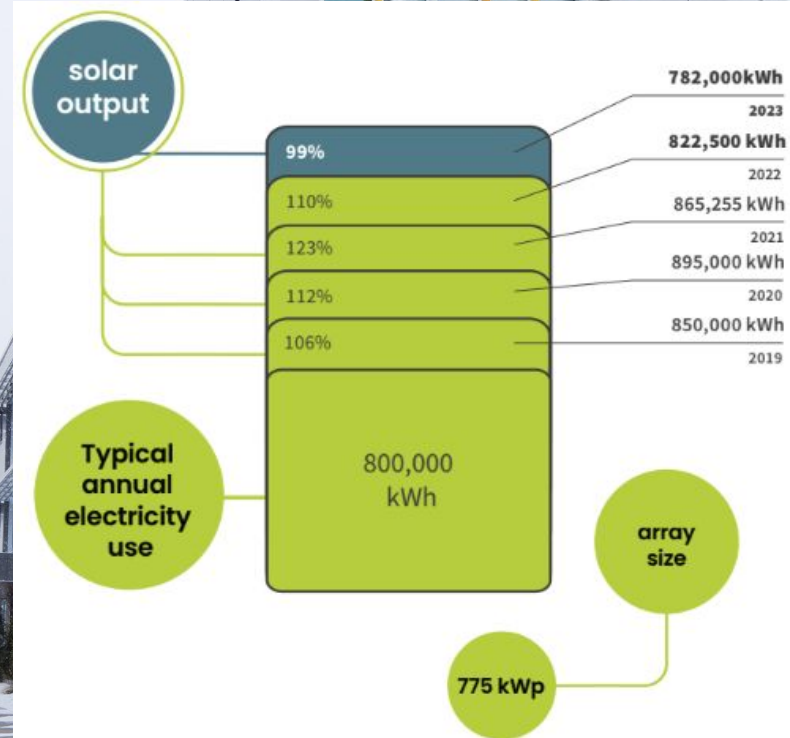 solar
output
782,000kWh
2023
99%
822,500 kWh
2022
110%
865,255 kWh
2021
123%
895,000 kWh
2020
112%
850,000 kWh
2019
106%
Typical
annual
electricity
use
800,000
kWh
array
size
775 kWp